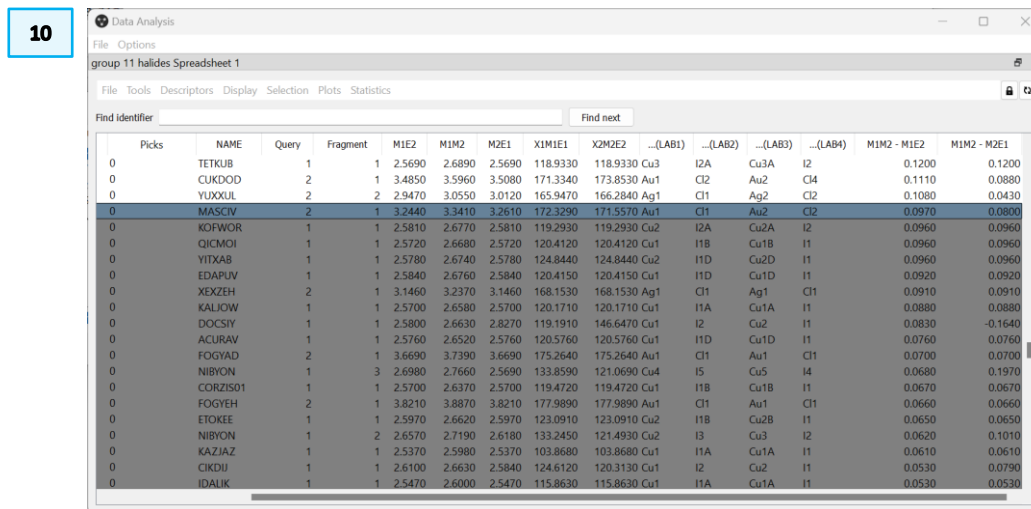 10
Data Analysis
File Options
group 11 halides Spreadsheet 1
File Tools Descriptors Display Selection Plots Statistics
Find identifier Find next
Picks NAME Query Fragment M1E2 M1M2 M2E1 X1M1E1 X2M2E2 ...(LAB1) ...(LAB2) ...(LAB3) ...(LAB4) M1M2 - M1E2 M1M2 - M2E1
0 TETKUB 1 1 2.5690 2.6890 2.5690 118.9330 118.9330 Cu3 I2A Cu3A I2 0.1200 0.1200
0 CUKDOD 2 1 3.4850 3.5960 3.5080 171.3340 173.8530 Au1 Cl2 Au2 Cl4 0.1110 0.0880
0 YUXXUL 2 2 2.9470 3.0550 3.0120 165.9470 166.2840 Ag1 Cl1 Ag2 Cl2 0.1080 0.0430
0 MASCIV 2 1 3.2440 3.3410 3.2610 172.3290 171.5570 Au1 Cl1 Au2 Cl2 0.0970 0.0800
0 KOFWOR 1 1 2.5810 2.6770 2.5810 119.2930 119.2930 Cu2 I2A Cu2A I2 0.0960 0.0960
0 QICMOI 1 1 2.5720 2.6680 2.5720 120.4120 120.4120 Cu1 I1B Cu1B I1 0.0960 0.0960
0 YITXAB 1 1 2.5780 2.6740 2.5780 124.8440 124.8440 Cu2 I1D Cu2D I1 0.0960 0.0960
0 EDAPUV 1 1 2.5840 2.6760 2.5840 120.4150 120.4150 Cu1 I1D Cu1D I1 0.0920 0.0920
0 XEXZEH 2 1 3.1460 3.2370 3.1460 168.1530 168.1530 Ag1 Cl1 Ag1 Cl1 0.0910 0.0910
0 KALJOW 1 1 2.5700 2.6580 2.5700 120.1710 120.1710 Cu1 I1A Cu1A I1 0.0880 0.0880
0 DOCSIY 1 1 2.5800 2.6630 2.8270 119.1910 146.6470 Cu1 I2 Cu2 I1 0.0830 -0.1640
0 ACURAV 1 1 2.5760 2.6520 2.5760 120.5760 120.5760 Cu1 I1D Cu1D I1 0.0760 0.0760
0 FOGYAD 2 1 3.6690 3.7390 3.6690 175.2640 175.2640 Au1 Cl1 Au1 Cl1 0.0700 0.0700
0 NIBYON 1 3 2.6980 2.7660 2.5690 133.8590 121.0690 Cu4 I5 Cu5 I4 0.0680 0.1970
0 CORZIS01 1 1 2.5700 2.6370 2.5700 119.4720 119.4720 Cu1 I1B Cu1B I1 0.0670 0.0670
0 FOGYEH 2 1 3.8210 3.8870 3.8210 177.9890 177.9890 Au1 Cl1 Au1 Cl1 0.0660 0.0660
0 ETOKEE 1 1 2.5970 2.6620 2.5970 123.0910 123.0910 Cu2 I1B Cu2B I1 0.0650 0.0650
0 NIBYON 1 2 2.6570 2.7190 2.6180 133.2450 121.4930 Cu2 I3 Cu3 I2 0.0620 0.1010
0 KAZJAZ 1 1 2.5370 2.5980 2.5370 103.8680 103.8680 Cu1 I1A Cu1A I1 0.0610 0.0610
0 CIKDIJ 1 1 2.6100 2.6630 2.5840 124.6120 120.3130 Cu1 I2 Cu2 I1 0.0530 0.0790
0 IDALIK 1 1 2.5470 2.6000 2.5470 115.8630 115.8630 Cu1 I1A Cu1A I1 0.0530 0.0530